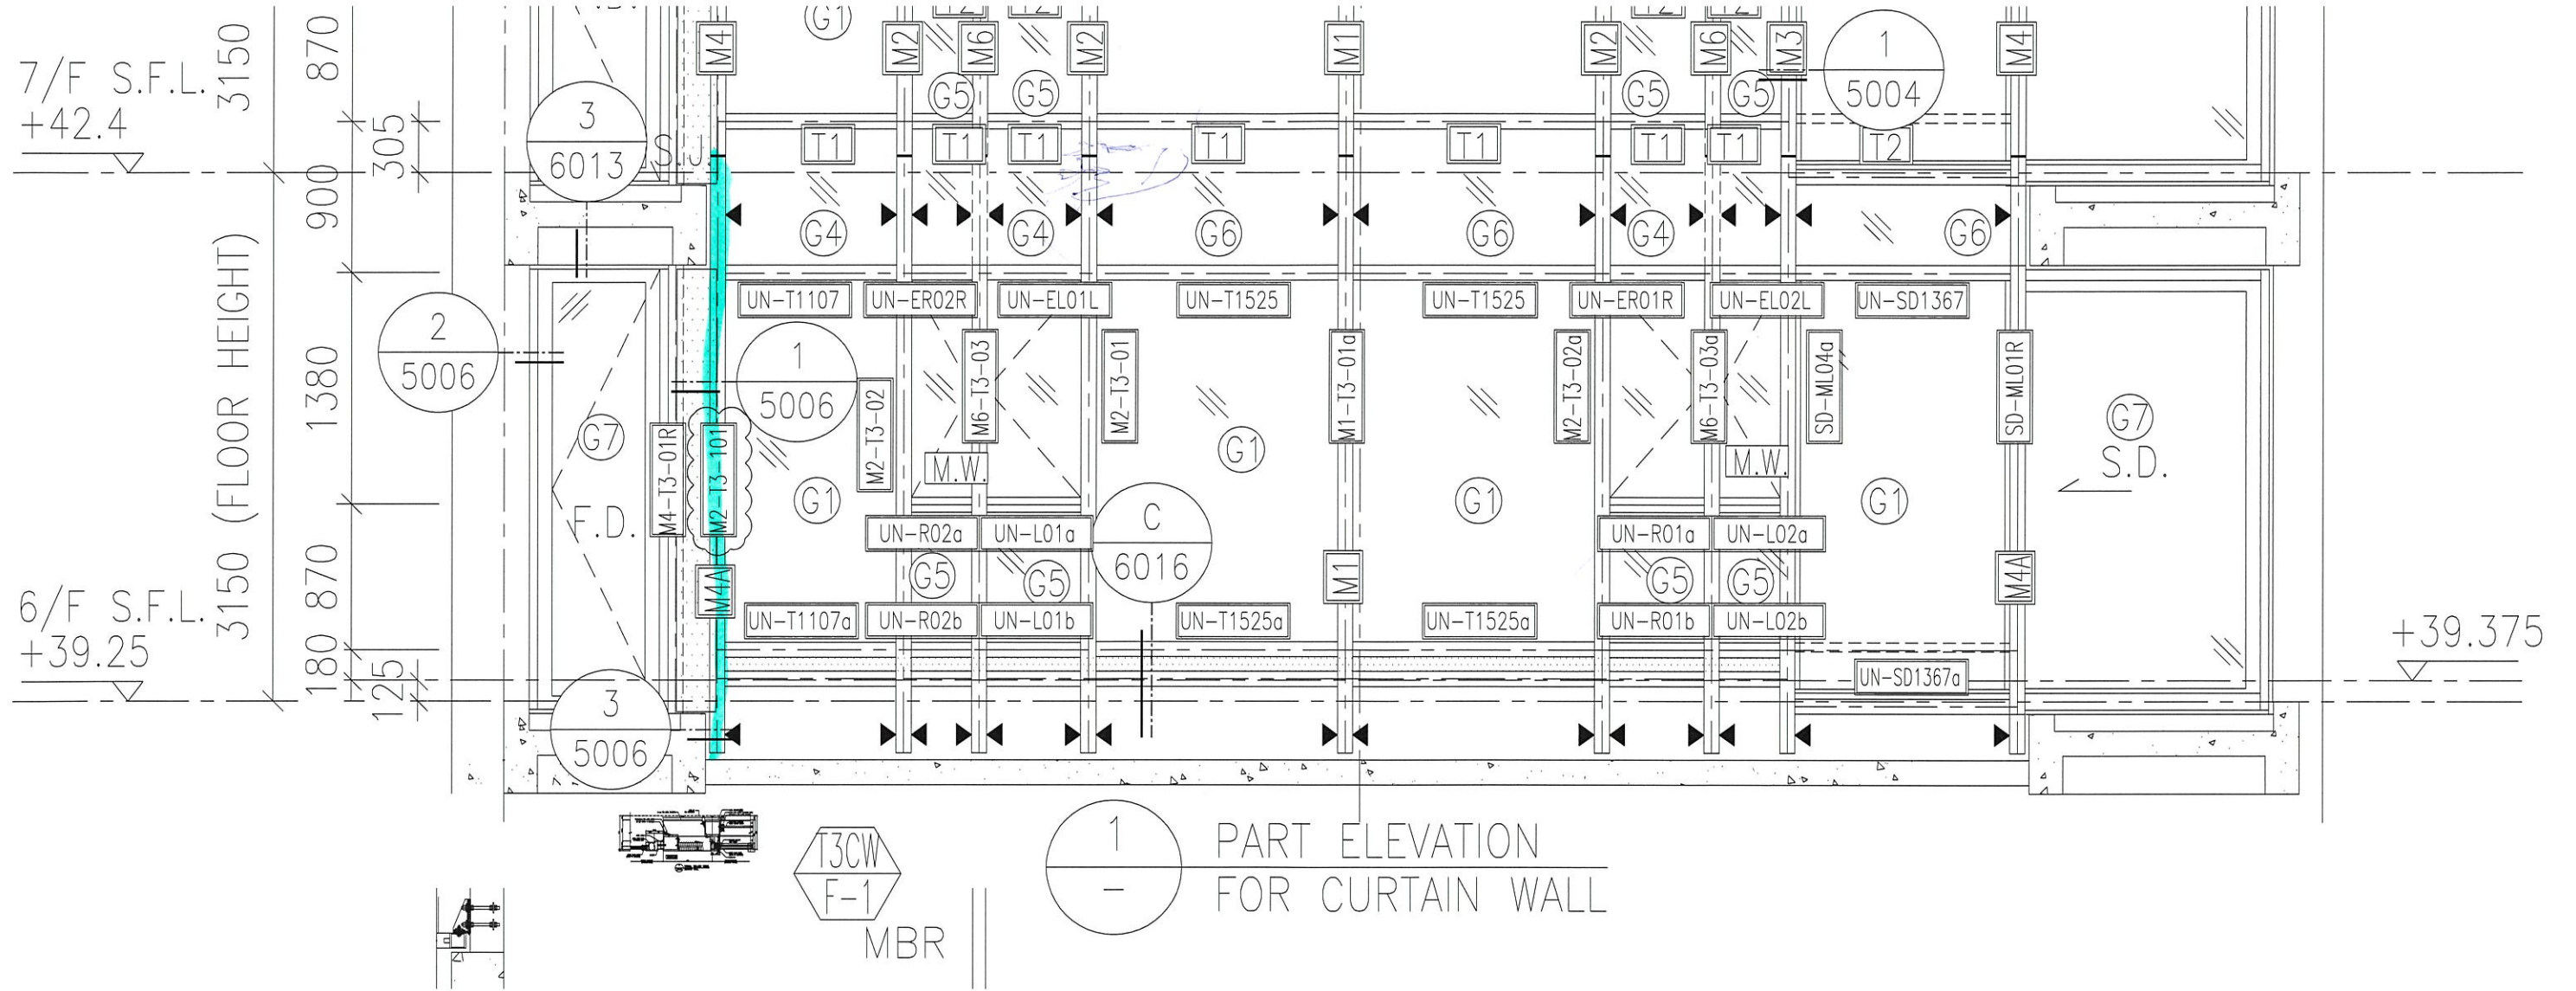 7/F S.F.L.
+42.4
3150
870
305
900
3150 (FLOOR HEIGHT)
1380
870
180
125
6/F S.F.L.
+39.25
+39.375
G1
M4
M2
M6
M2
M1
M2
M6
M3
M4
G5
G5
G5
G5
1
5004
3
6013
S.J.
T1
T1
T1
T1
T1
T1
T1
T2
G4
G4
G6
G6
G4
G6
UN-T1107
UN-ER02R
UN-EL01L
UN-T1525
UN-T1525
UN-ER01R
UN-EL02L
UN-SD1367
2
5006
1
5006
M4-T3-01R
M2-T3-101
M2-T3-02
M6-T3-03
M2-T3-01
M1-T3-01a
M2-T3-02a
M6-T3-03a
SD-ML04a
SD-ML01R
G7
F.D.
G1
M.W.
G1
G1
M.W.
G1
G7
S.D.
UN-R02a
UN-L01a
C
6016
UN-R01a
UN-L02a
M4A
G5
G5
M1
G5
G5
M4A
UN-T1107a
UN-R02b
UN-L01b
UN-T1525a
UN-T1525a
UN-R01b
UN-L02b
UN-SD1367a
3
5006
T3CW
F-1
MBR
1
-
PART ELEVATION
FOR CURTAIN WALL